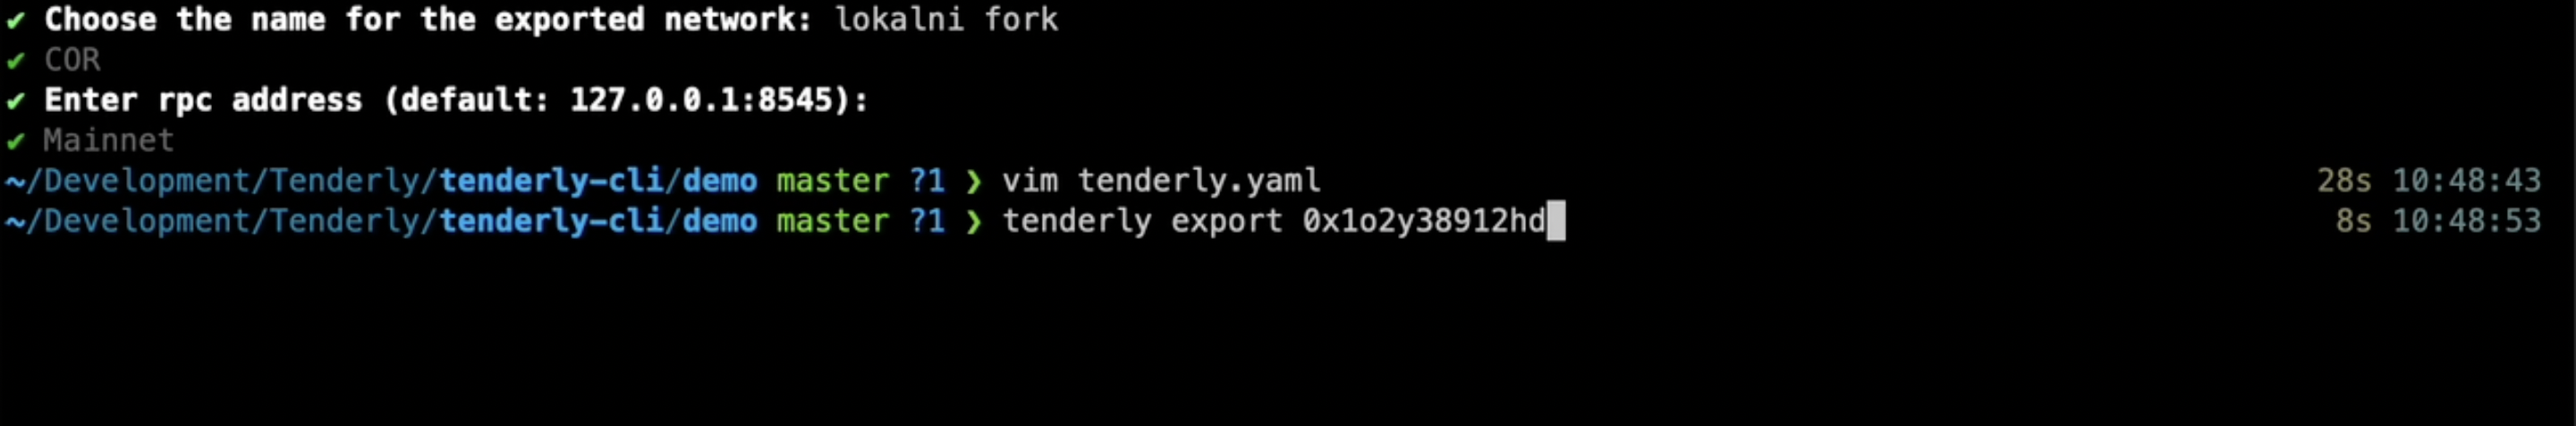 ✔ Choose the name for the exported network: lokalni fork
✔ COR
✔ Enter rpc address (default: 127.0.0.1:8545):
✔ Mainnet
~/Development/Tenderly/tenderly-cli/demo master ?1 ❯ vim tenderly.yaml 28s 10:48:43
~/Development/Tenderly/tenderly-cli/demo master ?1 ❯ tenderly export 0x1o2y38912hd 8s 10:48:53